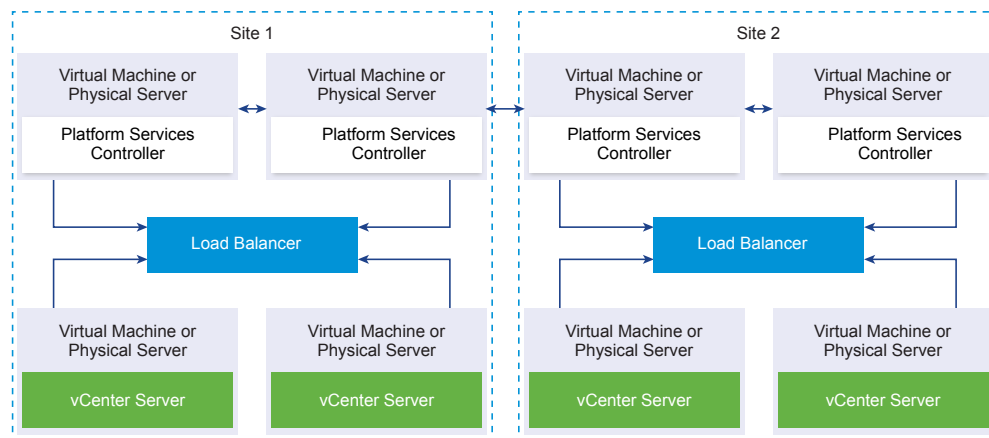 Site 1
Site 2
Virtual Machine or
Physical Server
Virtual Machine or
Physical Server
Virtual Machine or
Physical Server
Virtual Machine or
Physical Server
Platform Services
Controller
Platform Services
Controller
Platform Services
Controller
Platform Services
Controller
Load Balancer
Load Balancer
Virtual Machine or
Physical Server
Virtual Machine or
Physical Server
Virtual Machine or
Physical Server
Virtual Machine or
Physical Server
vCenter Server
vCenter Server
vCenter Server
vCenter Server